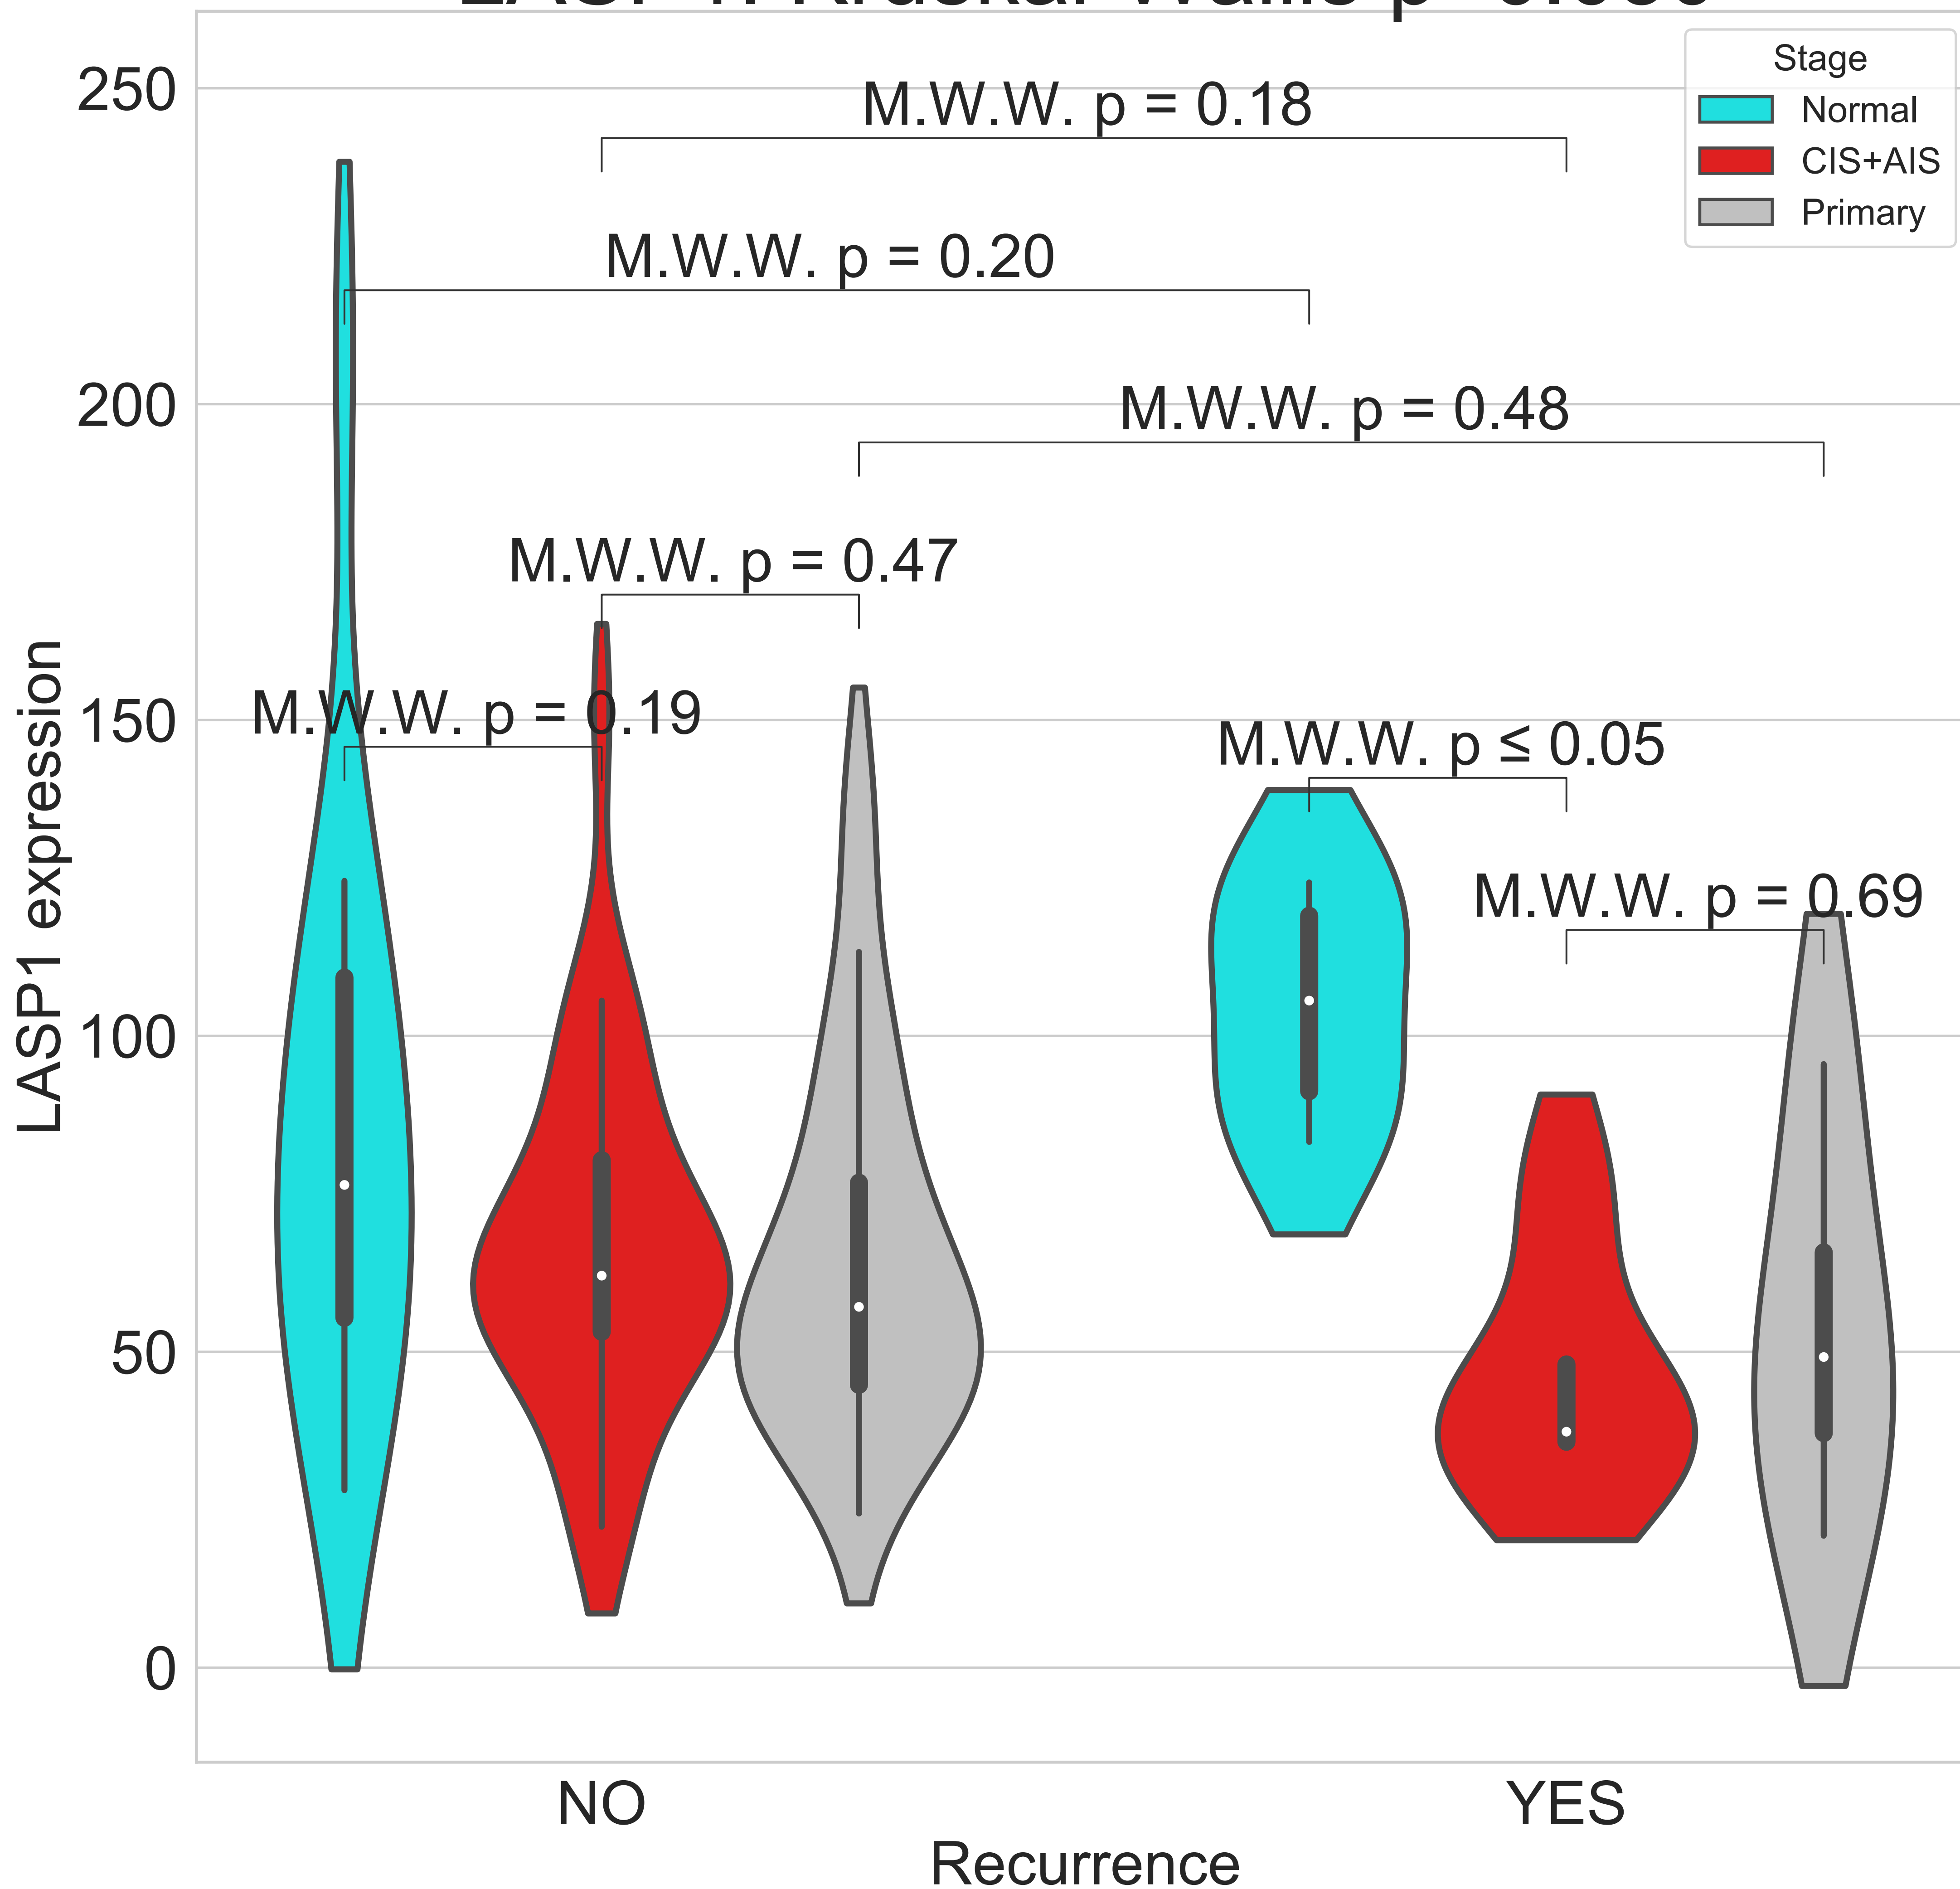 250
200
150
100
50
0
LASP1 expression
M.W.W. p = 0.18
M.W.W. p = 0.20
M.W.W. p = 0.48
M.W.W. p = 0.47
M.W.W. p = 0.19
M.W.W. p ≤ 0.05
M.W.W. p = 0.69
Stage
Normal
CIS+AIS
Primary
NO
YES
Recurrence